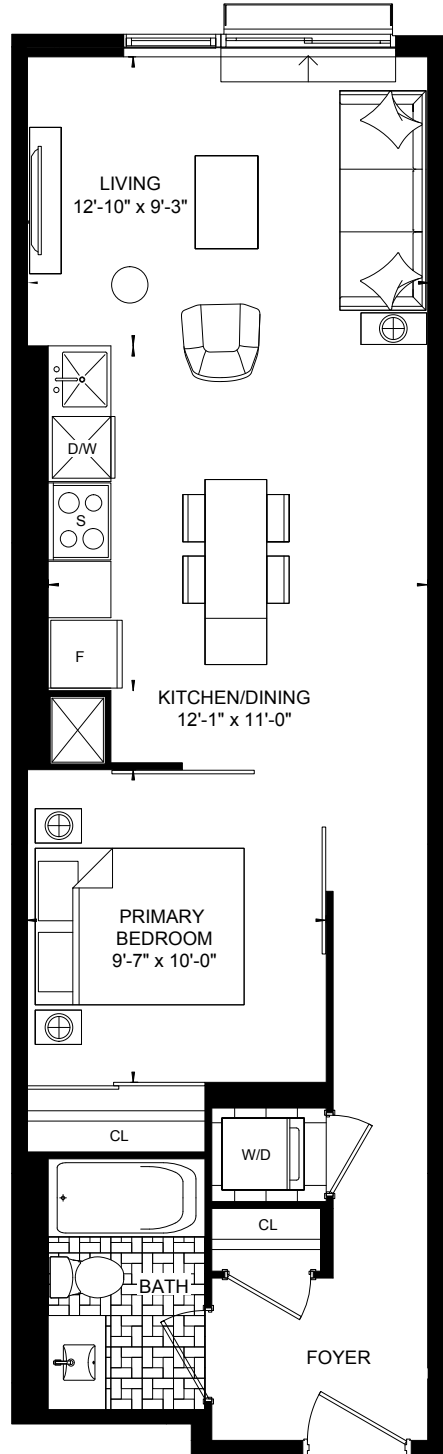 LIVING
12'-10" x 9'-3"
D/W
S
F
KITCHEN/DINING
12'-1" x 11'-0"
PRIMARY
BEDROOM
9'-7" x 10'-0"
CL
W/D
CL
BATH
FOYER